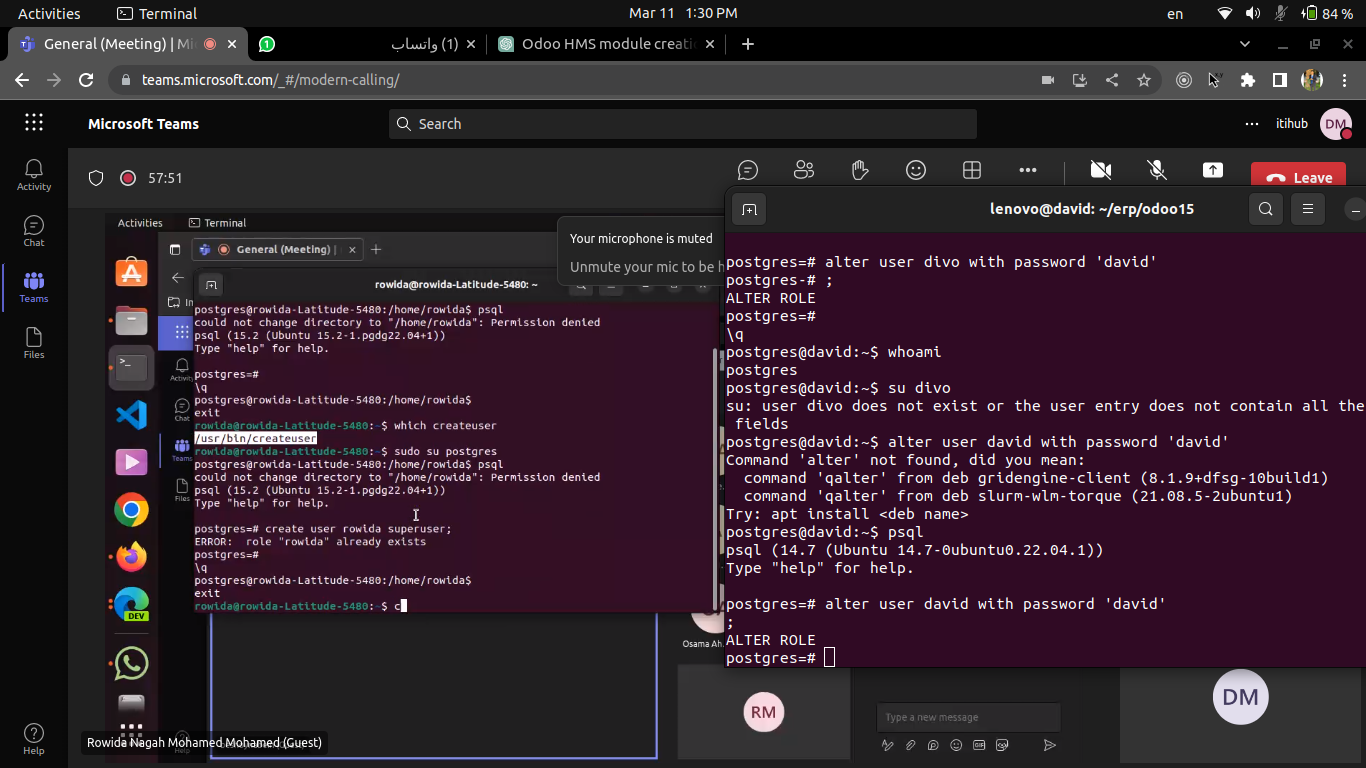 Activities
Terminal
Mar 11 1:30 PM
en
84 %
General (Meeting) | Mi
1
(1) واتساب
Odoo HMS module creati
teams.microsoft.com/_#/modern-calling/
Microsoft Teams
Search
itihub
DM
Activity
Chat
Teams
Files
Help
57:51
Leave
Activities
Terminal
General (Meeting)
Your microphone is muted
Unmute your mic to be h
rowida@rowida-Latitude-5480: ~
postgres@rowida-Latitude-5480:/home/rowida$ psql
could not change directory to "/home/rowida": Permission denied
psql (15.2 (Ubuntu 15.2-1.pgdg22.04+1))
Type "help" for help.
postgres=#
\q
postgres@rowida-Latitude-5480:/home/rowida$
exit
rowida@rowida-Latitude-5480:~$ which createuser
/usr/bin/createuser
rowida@rowida-Latitude-5480:~$ sudo su postgres
postgres@rowida-Latitude-5480:/home/rowida$ psql
could not change directory to "/home/rowida": Permission denied
psql (15.2 (Ubuntu 15.2-1.pgdg22.04+1))
Type "help" for help.
postgres=# create user rowida superuser;
ERROR:  role "rowida" already exists
postgres=#
\q
postgres@rowida-Latitude-5480:/home/rowida$
exit
rowida@rowida-Latitude-5480:~$ c
In
Activity
Chat
Teams
Files
DEV
lenovo@david: ~/erp/odoo15
postgres=# alter user divo with password 'david'
postgres-# ;
ALTER ROLE
postgres=#
\q
postgres@david:~$ whoami
postgres
postgres@david:~$ su divo
su: user divo does not exist or the user entry does not contain all the
 fields
postgres@david:~$ alter user david with password 'david'
Command 'alter' not found, did you mean:
  command 'qalter' from deb gridengine-client (8.1.9+dfsg-10build1)
  command 'qalter' from deb slurm-wlm-torque (21.08.5-2ubuntu1)
Try: apt install <deb name>
postgres@david:~$ psql
psql (14.7 (Ubuntu 14.7-0ubuntu0.22.04.1))
Type "help" for help.
postgres=# alter user david with password 'david'
;
ALTER ROLE
postgres=#
Osama Ah
RM
Type a new message
GIF
DM
Rowida Nagah Mohamed Mohamed (Guest)